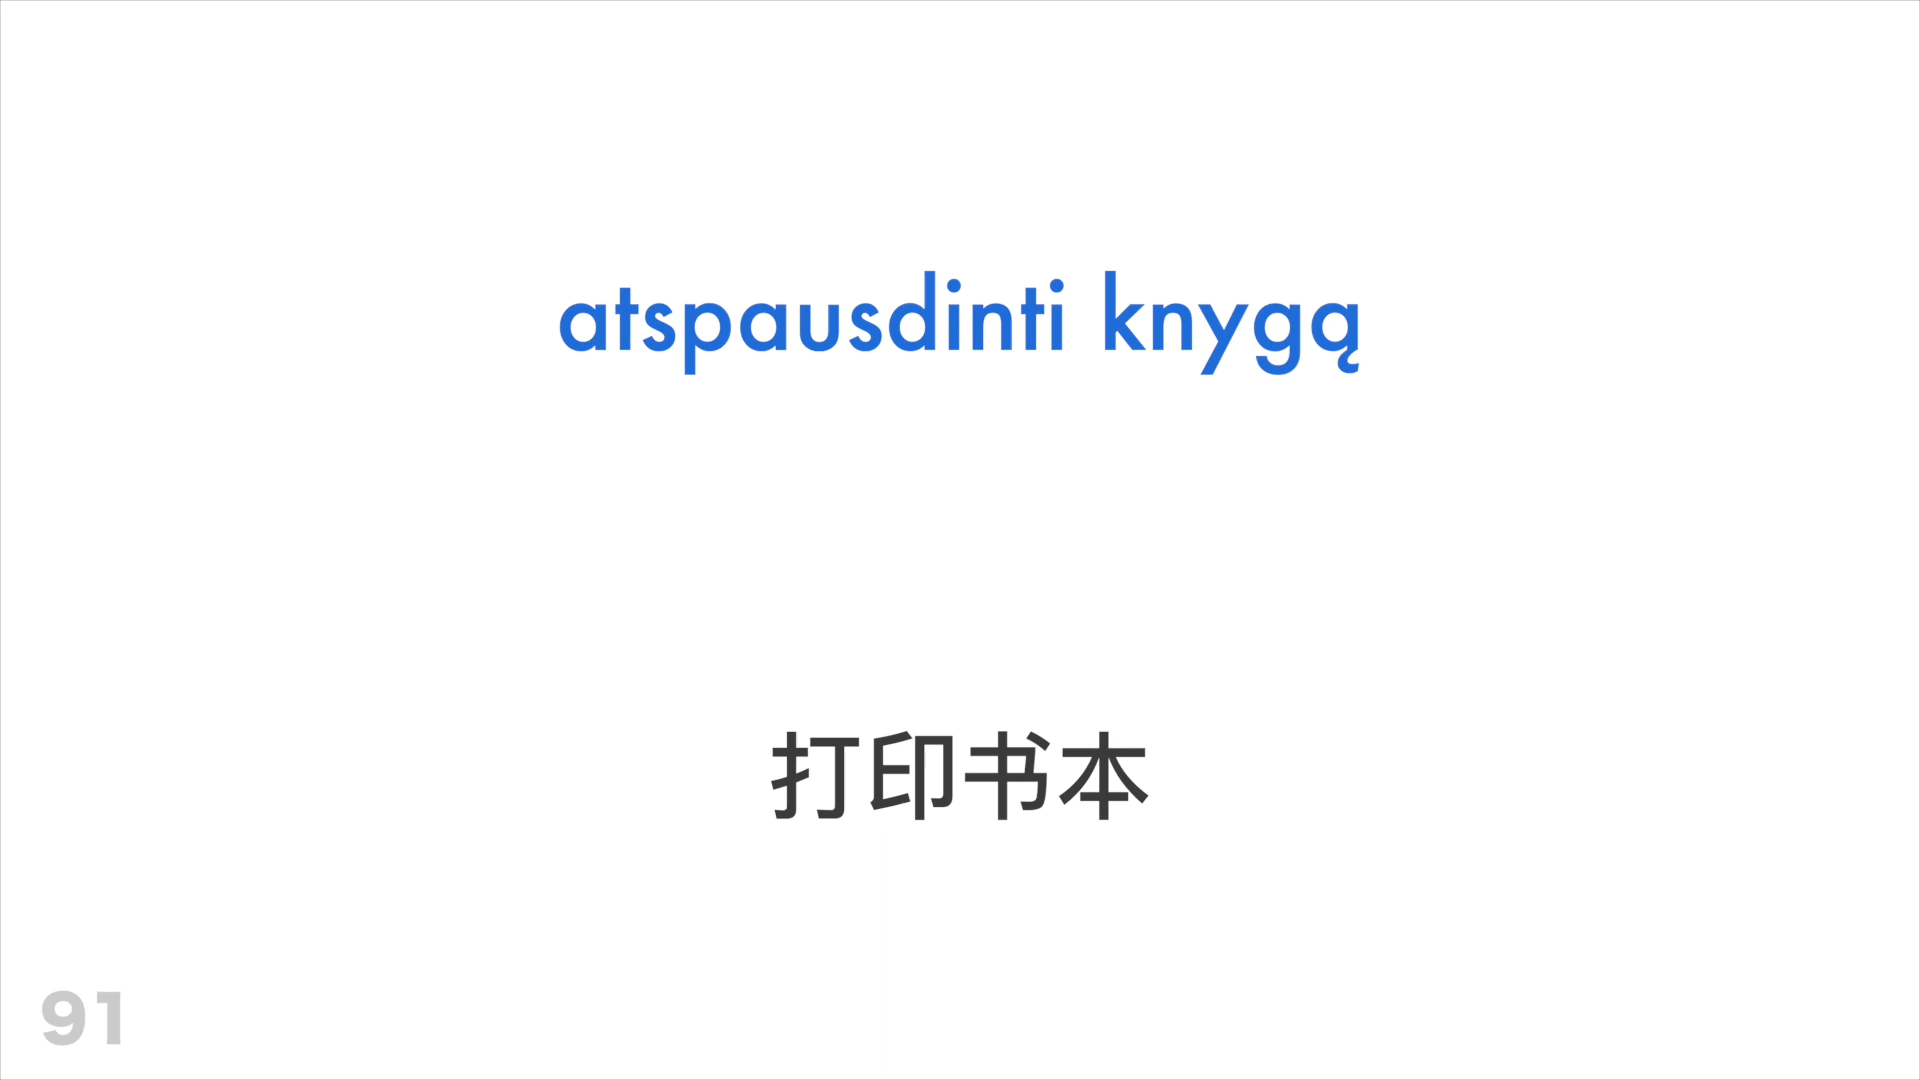 atspausdinti knygą
打印书本
91